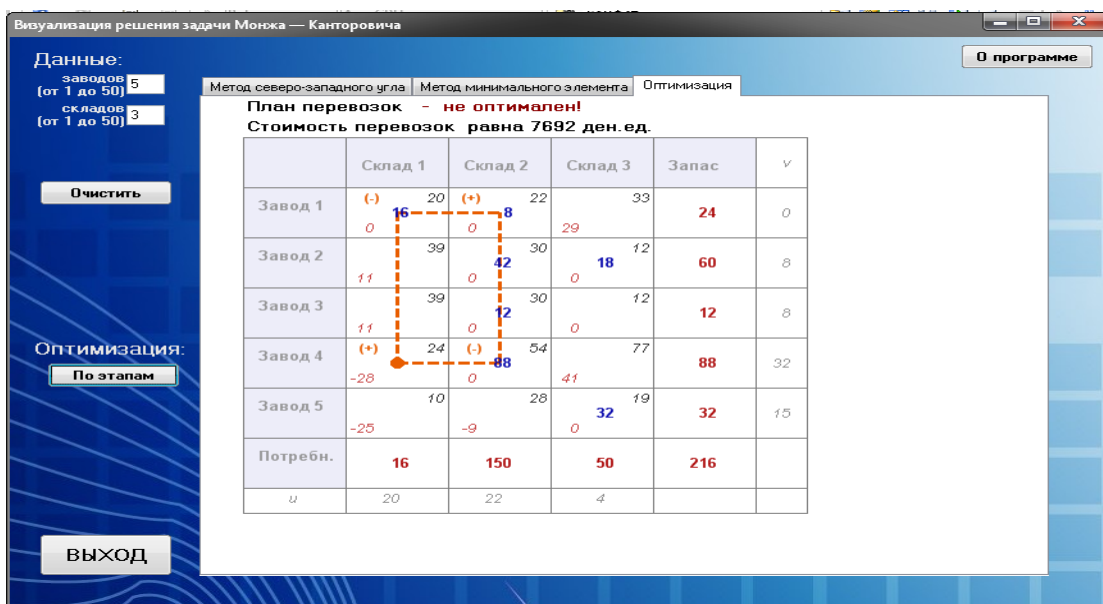 Визуализация решения задачи Монжа — Канторовича
Данные:
О программе
заводов
(от 1 до 50) 5
складов
(от 1 до 50) 3
Метод северо-западного угла Метод минимального элемента Оптимизация
План перевозок - не оптимален!
Стоимость перевозок равна 7692 ден.ед.
Очистить
Склад 1 Склад 2 Склад 3 Запас v
Завод 1 (-) 20 16 0 (+) 22 8 0 33 29 24 0
Завод 2 39 11 30 42 0 12 18 0 60 8
Завод 3 39 11 30 12 0 12 0 12 8
Завод 4 (+) 24 -28 (-) 54 88 0 77 41 88 32
Завод 5 10 -25 28 -9 19 32 0 32 15
Потребн. 16 150 50 216
u 20 22 4
Оптимизация:
По этапам
ВЫХОД